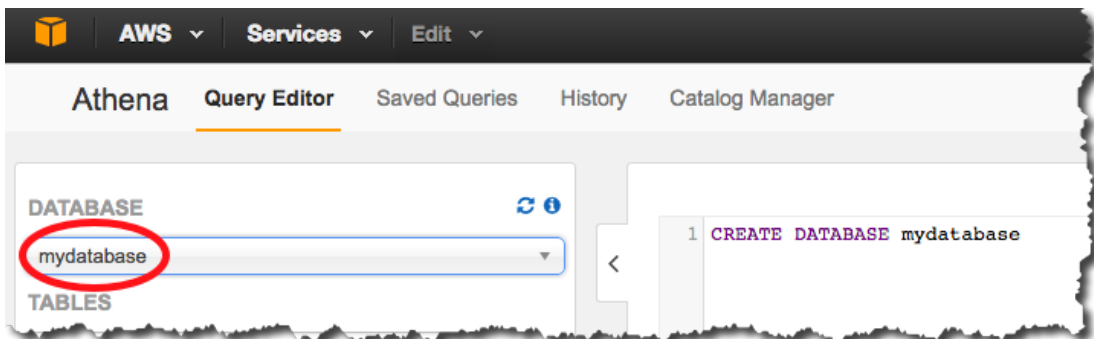 AWS Services Edit
Athena Query Editor Saved Queries History Catalog Manager
DATABASE
mydatabase
TABLES
1 CREATE DATABASE mydatabase